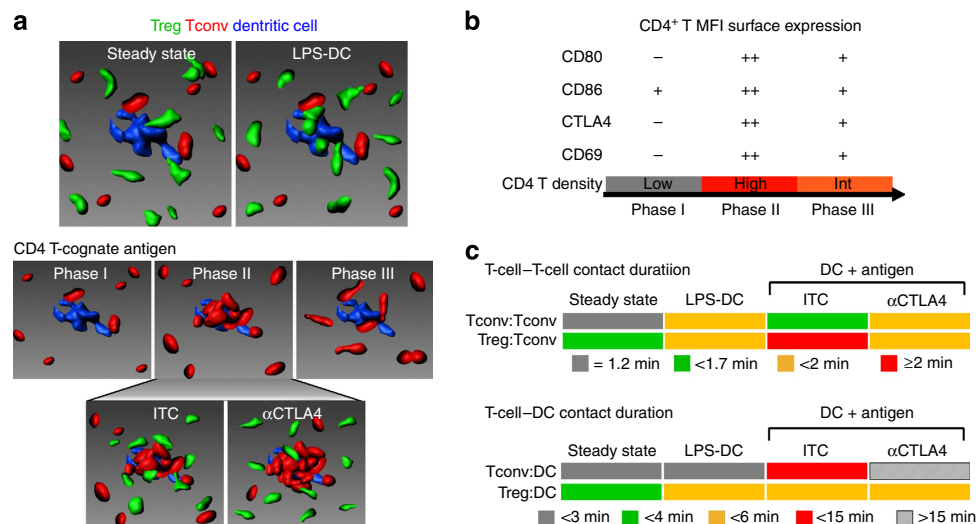 a
Treg Tconv dentritic cell
Steady state LPS-DC
CD4 T-cognate antigen
Phase I Phase II Phase III
ITC αCTLA4
b
CD4+ T MFI surface expression
CD80 – ++ +
CD86 + ++ +
CTLA4 – ++ +
CD69 – ++ +
CD4 T density Low High Int
Phase I Phase II Phase III
c
T-cell–T-cell contact duratiion DC + antigen
Steady state LPS-DC ITC αCTLA4
Tconv:Tconv
Treg:Tconv
= 1.2 min <1.7 min <2 min ≥2 min
T-cell–DC contact duration DC + antigen
Steady state LPS-DC ITC αCTLA4
Tconv:DC
Treg:DC
<3 min <4 min <6 min <15 min >15 min